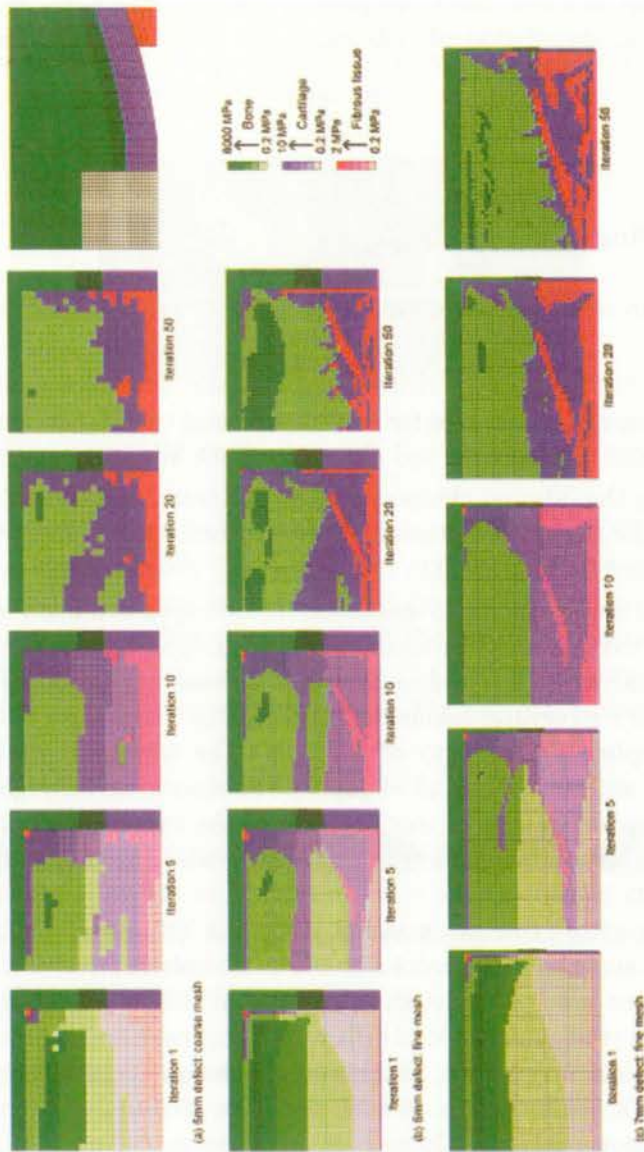 Iteration 1
Iteration 5
Iteration 10
Iteration 20
Iteration 50
(a) 5mm defect coarse mesh
Iteration 1
Iteration 5
Iteration 10
Iteration 20
Iteration 50
(b) 5mm defect fine mesh
8000 MPa
Bone
0.2 MPa
10 MPa
Cartilage
0.2 MPa
2 MPa
Fibrous tissue
0.2 MPa
Iteration 1
Iteration 5
Iteration 10
Iteration 20
Iteration 50
(c) 7mm defect fine mesh